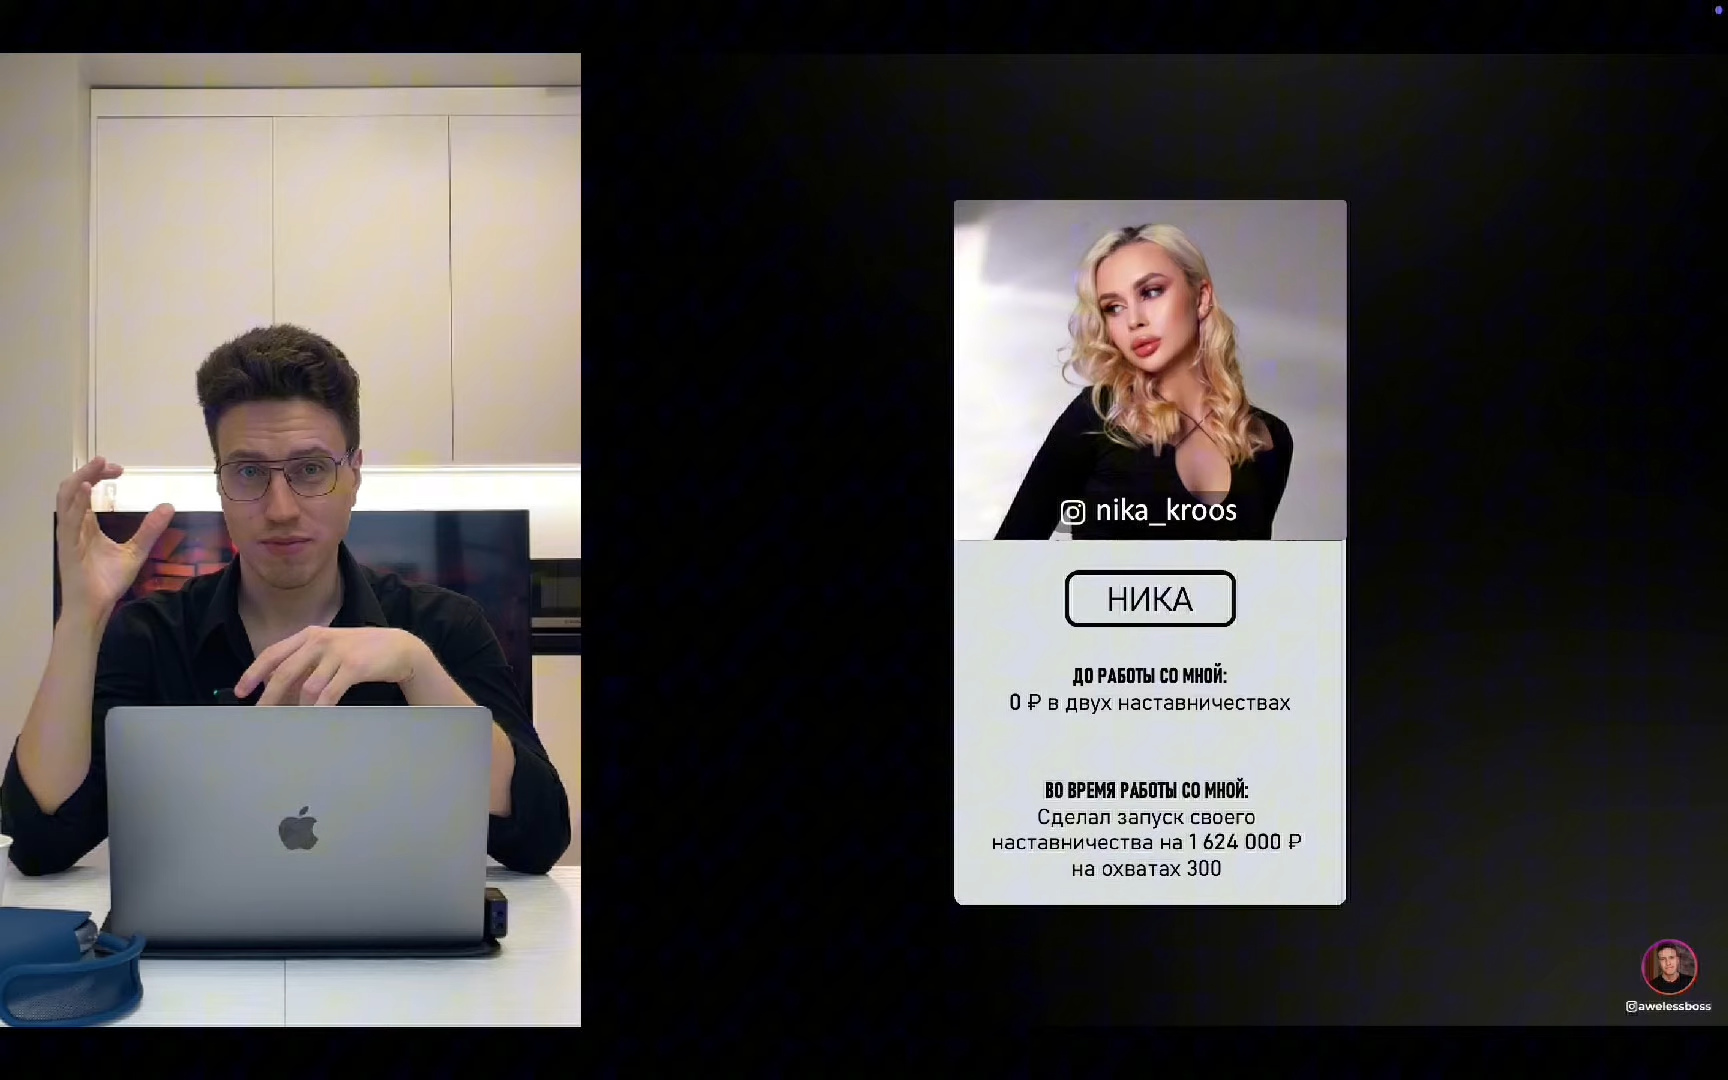 nika_kroos
НИКА
ДО РАБОТЫ СО МНОЙ:
0 ₽ в двух наставничествах
ВО ВРЕМЯ РАБОТЫ СО МНОЙ:
Сделал запуск своего
наставничества на 1 624 000 ₽
на охватах 300
awelessboss